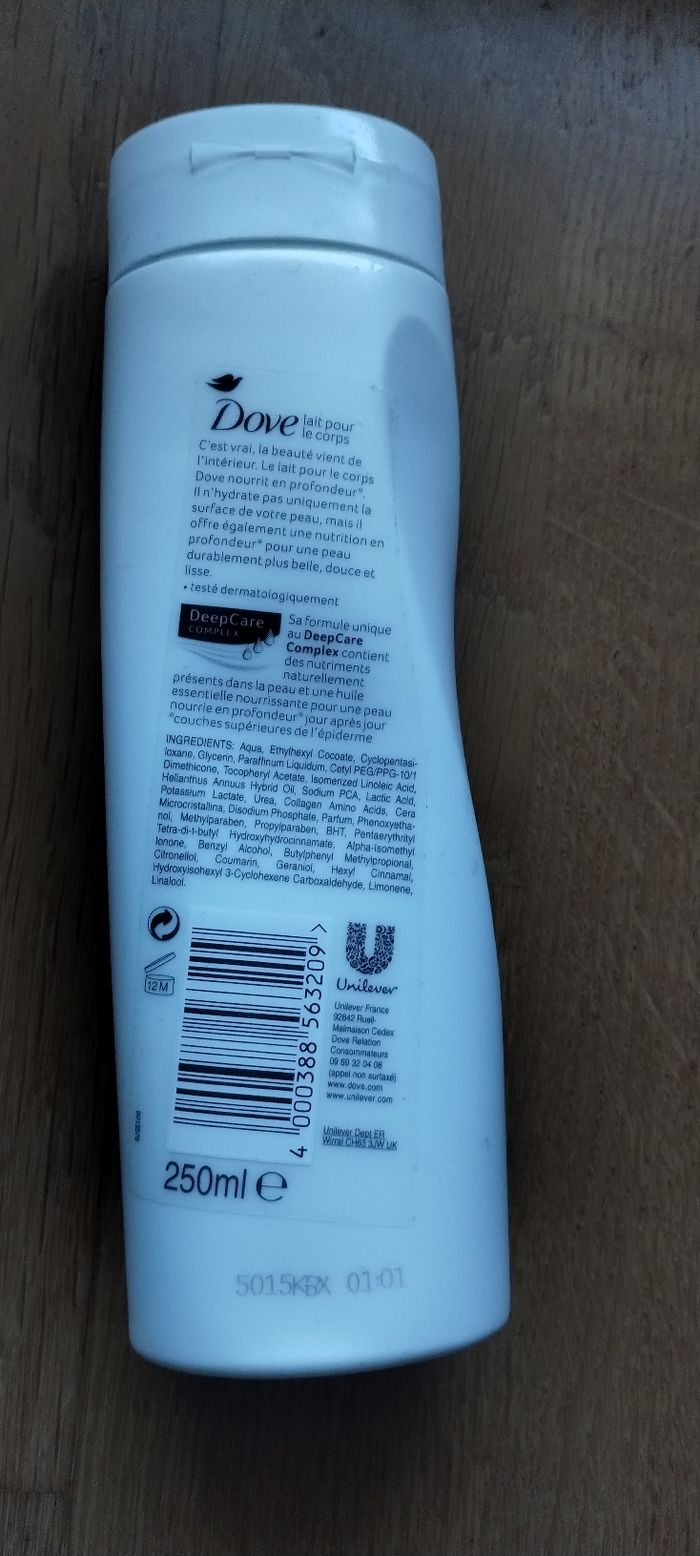 Dove lait pour
le corps
C'est vrai, la beauté vient de
l'intérieur. Le lait pour le corps
Dove nourrit en profondeur*.
Il n'hydrate pas uniquement la
surface de votre peau, mais il
offre également une nutrition en
profondeur* pour une peau
durablement plus belle, douce et
lisse.
• testé dermatologiquement
DeepCare
COMPLEX
Sa formule unique
au DeepCare
Complex contient
des nutriments
naturellement
présents dans la peau et une huile
essentielle nourrissante pour une peau
nourrie en profondeur* jour après jour
*couches supérieures de l'épiderme
INGREDIENTS: Aqua, Ethylhexyl Cocoate, Cyclopentasi-
loxane, Glycerin, Paraffinum Liquidum, Cetyl PEG/PPG-10/1
Dimethicone, Tocopheryl Acetate, Isomerized Linoleic Acid,
Helianthus Annuus Hybrid Oil, Sodium PCA, Lactic Acid,
Potassium Lactate, Urea, Collagen Amino Acids, Cera
Microcristallina, Disodium Phosphate, Parfum, Phenoxyetha-
nol, Methylparaben, Propylparaben, BHT, Pentaerythrityl
Tetra-di-t-butyl Hydroxyhydrocinnamate, Alpha-Isomethyl
Ionone, Benzyl Alcohol, Butylphenyl Methylpropional,
Citronellol, Coumarin, Geraniol, Hexyl Cinnamal,
Hydroxyisohexyl 3-Cyclohexene Carboxaldehyde, Limonene,
Linalool.
12M
4 000388 563209 >
Unilever
Unilever France
92842 Rueil-
Malmaison Cedex
Dove Relation
Consommateurs
09 69 32 04 06
(appel non surtaxé)
www.dove.com
www.unilever.com
Unilever Dept ER
Wirral CH63 3JW UK
250ml e
5015KBX 01:01